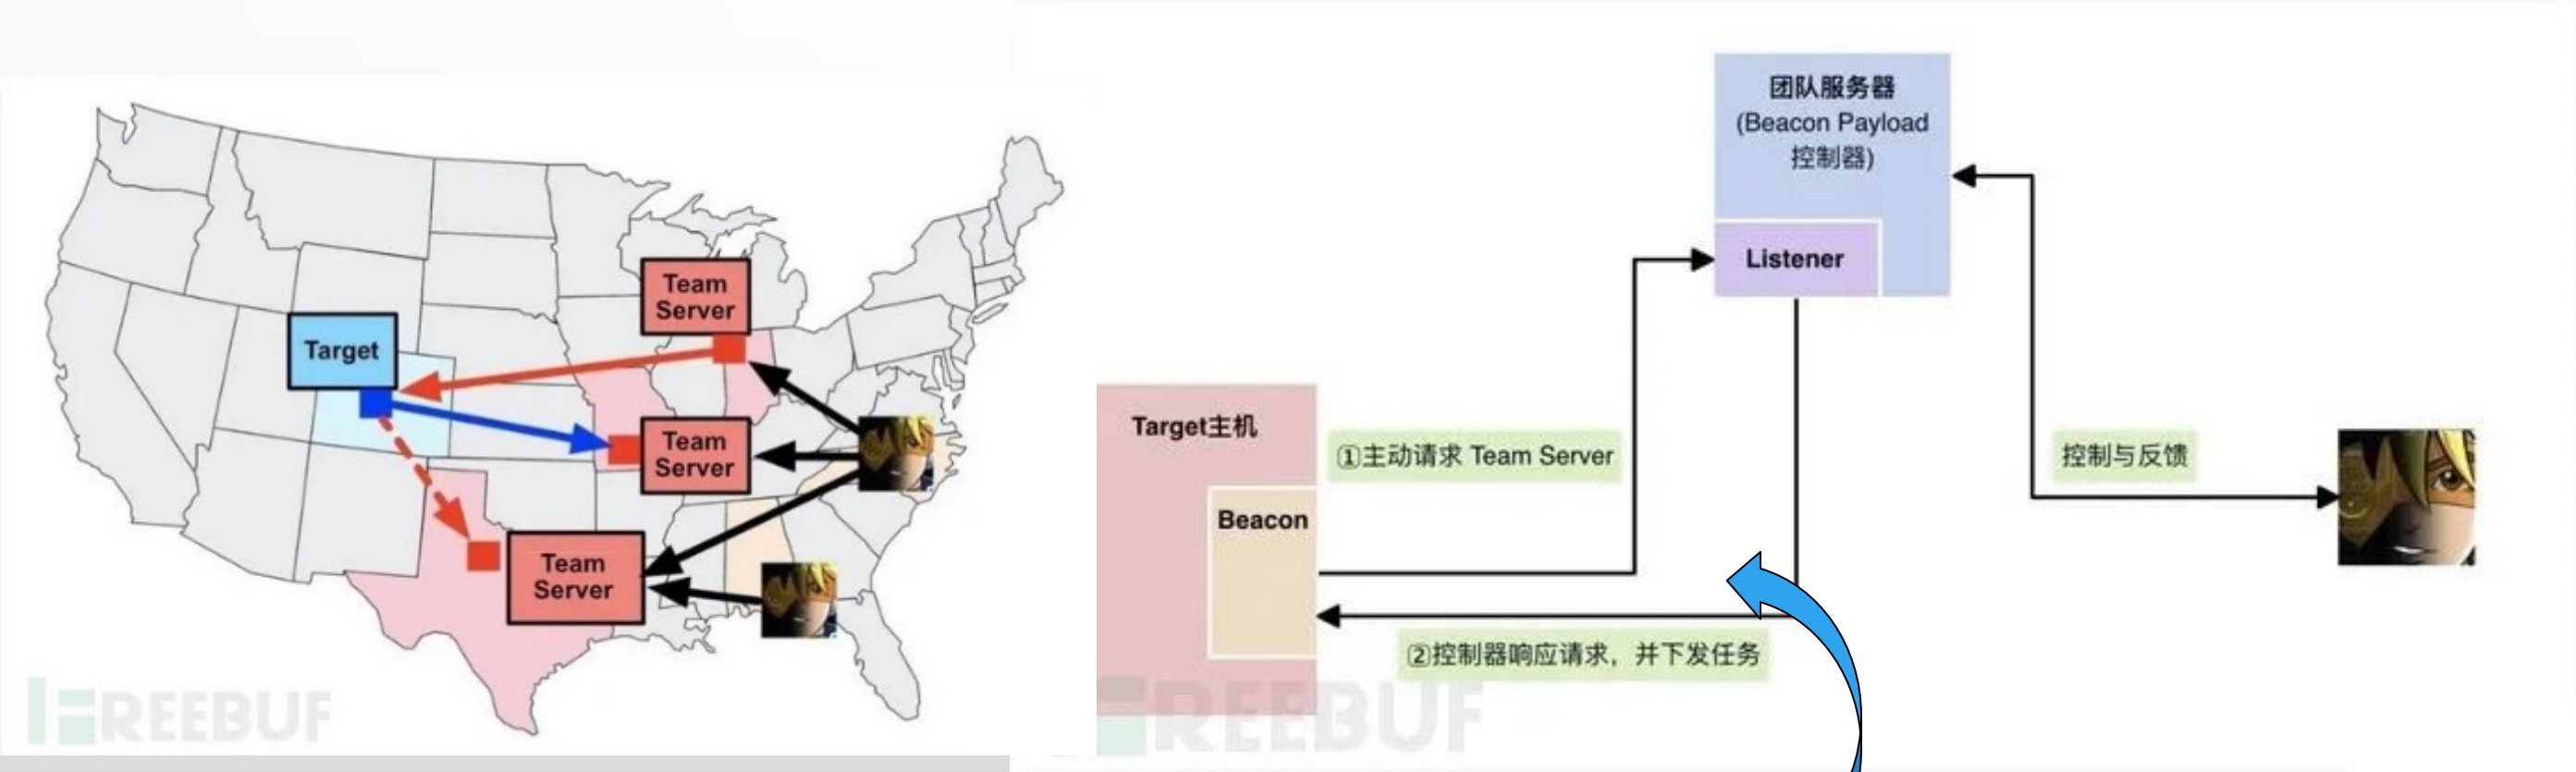 Team
Server
Target
Team
Server
Team
Server
FREEBUF
团队服务器
(Beacon Payload
控制器)
Listener
Target主机
①主动请求 Team Server
控制与反馈
Beacon
②控制器响应请求，并下发任务
FREEBUF